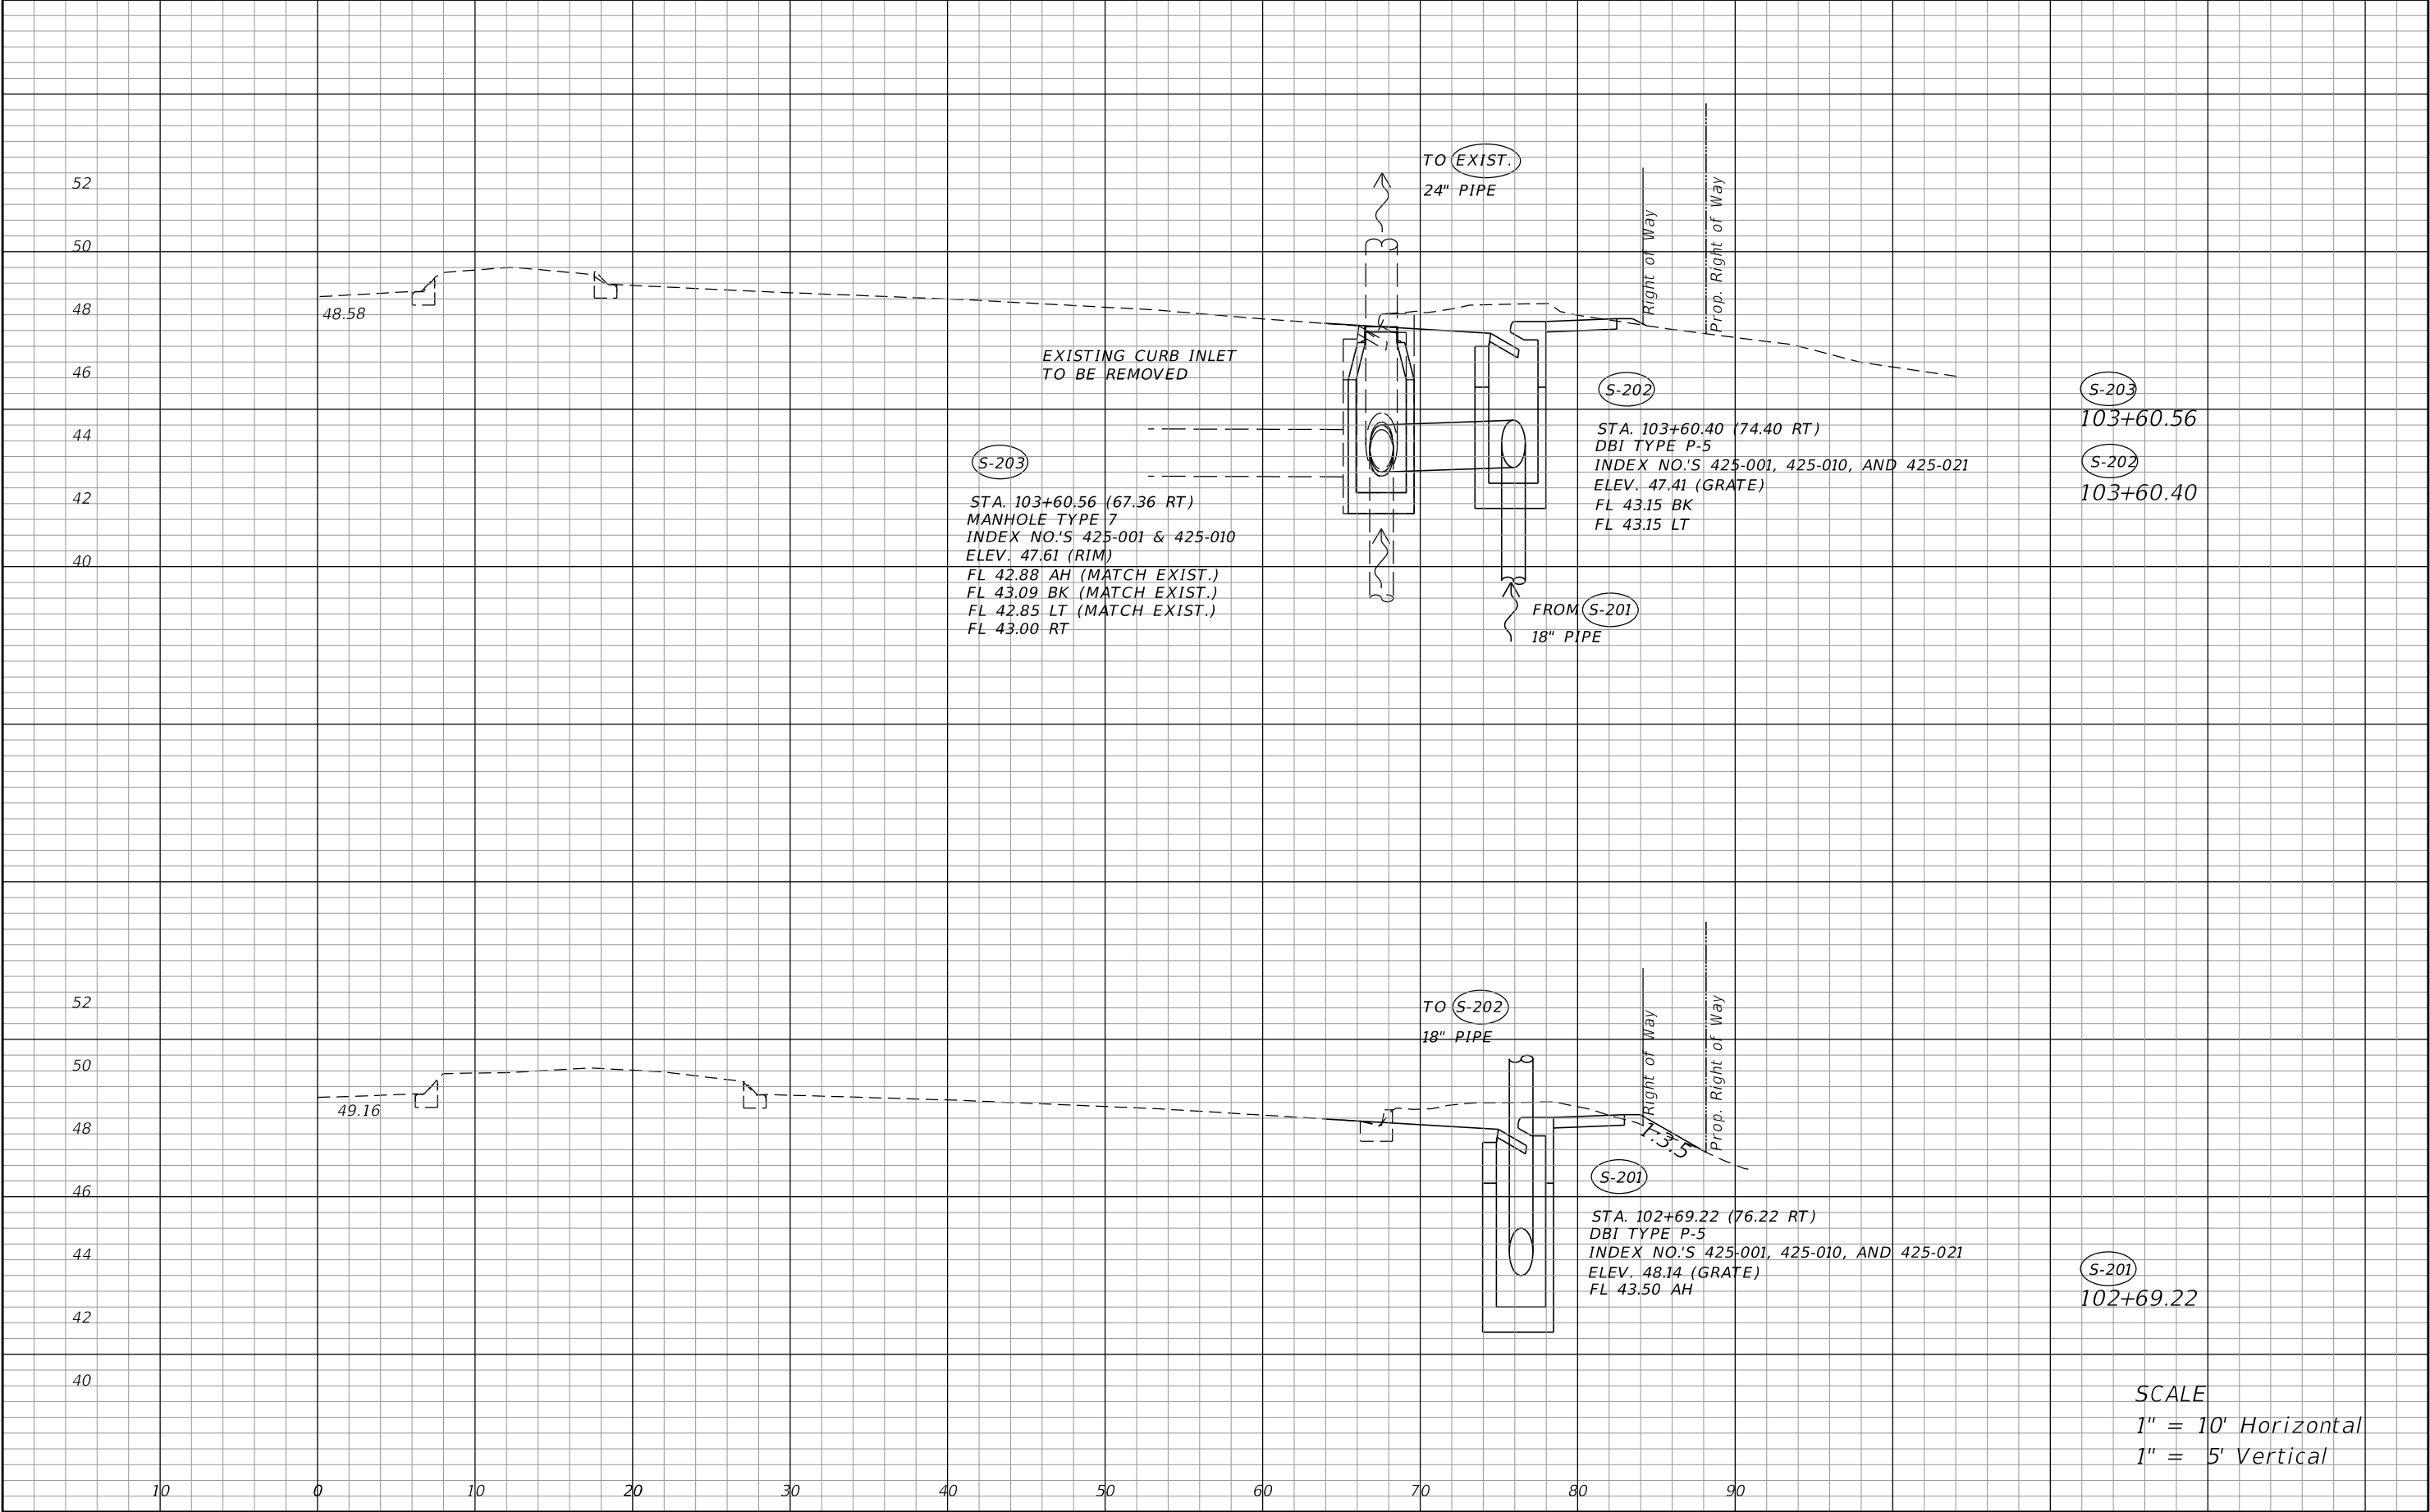 TO EXIST.
24" PIPE
52
50
48
46
44
42
40
48.58
Right of Way
Prop. Right of Way
EXISTING CURB INLET
TO BE REMOVED
S-203
STA. 103+60.56 (67.36 RT)
MANHOLE TYPE 7
INDEX NO.'S 425-001 & 425-010
ELEV. 47.61 (RIM)
FL 42.88 AH (MATCH EXIST.)
FL 43.09 BK (MATCH EXIST.)
FL 42.85 LT (MATCH EXIST.)
FL 43.00 RT
S-202
STA. 103+60.40 (74.40 RT)
DBI TYPE P-5
INDEX NO.'S 425-001, 425-010, AND 425-021
ELEV. 47.41 (GRATE)
FL 43.15 BK
FL 43.15 LT
FROM S-201
18" PIPE
S-203
103+60.56
S-202
103+60.40
52
50
48
46
44
42
40
49.16
TO S-202
18" PIPE
Right of Way
Prop. Right of Way
1:3.5
S-201
STA. 102+69.22 (76.22 RT)
DBI TYPE P-5
INDEX NO.'S 425-001, 425-010, AND 425-021
ELEV. 48.14 (GRATE)
FL 43.50 AH
S-201
102+69.22
SCALE
1" = 10' Horizontal
1" = 5' Vertical
10 0 10 20 30 40 50 60 70 80 90